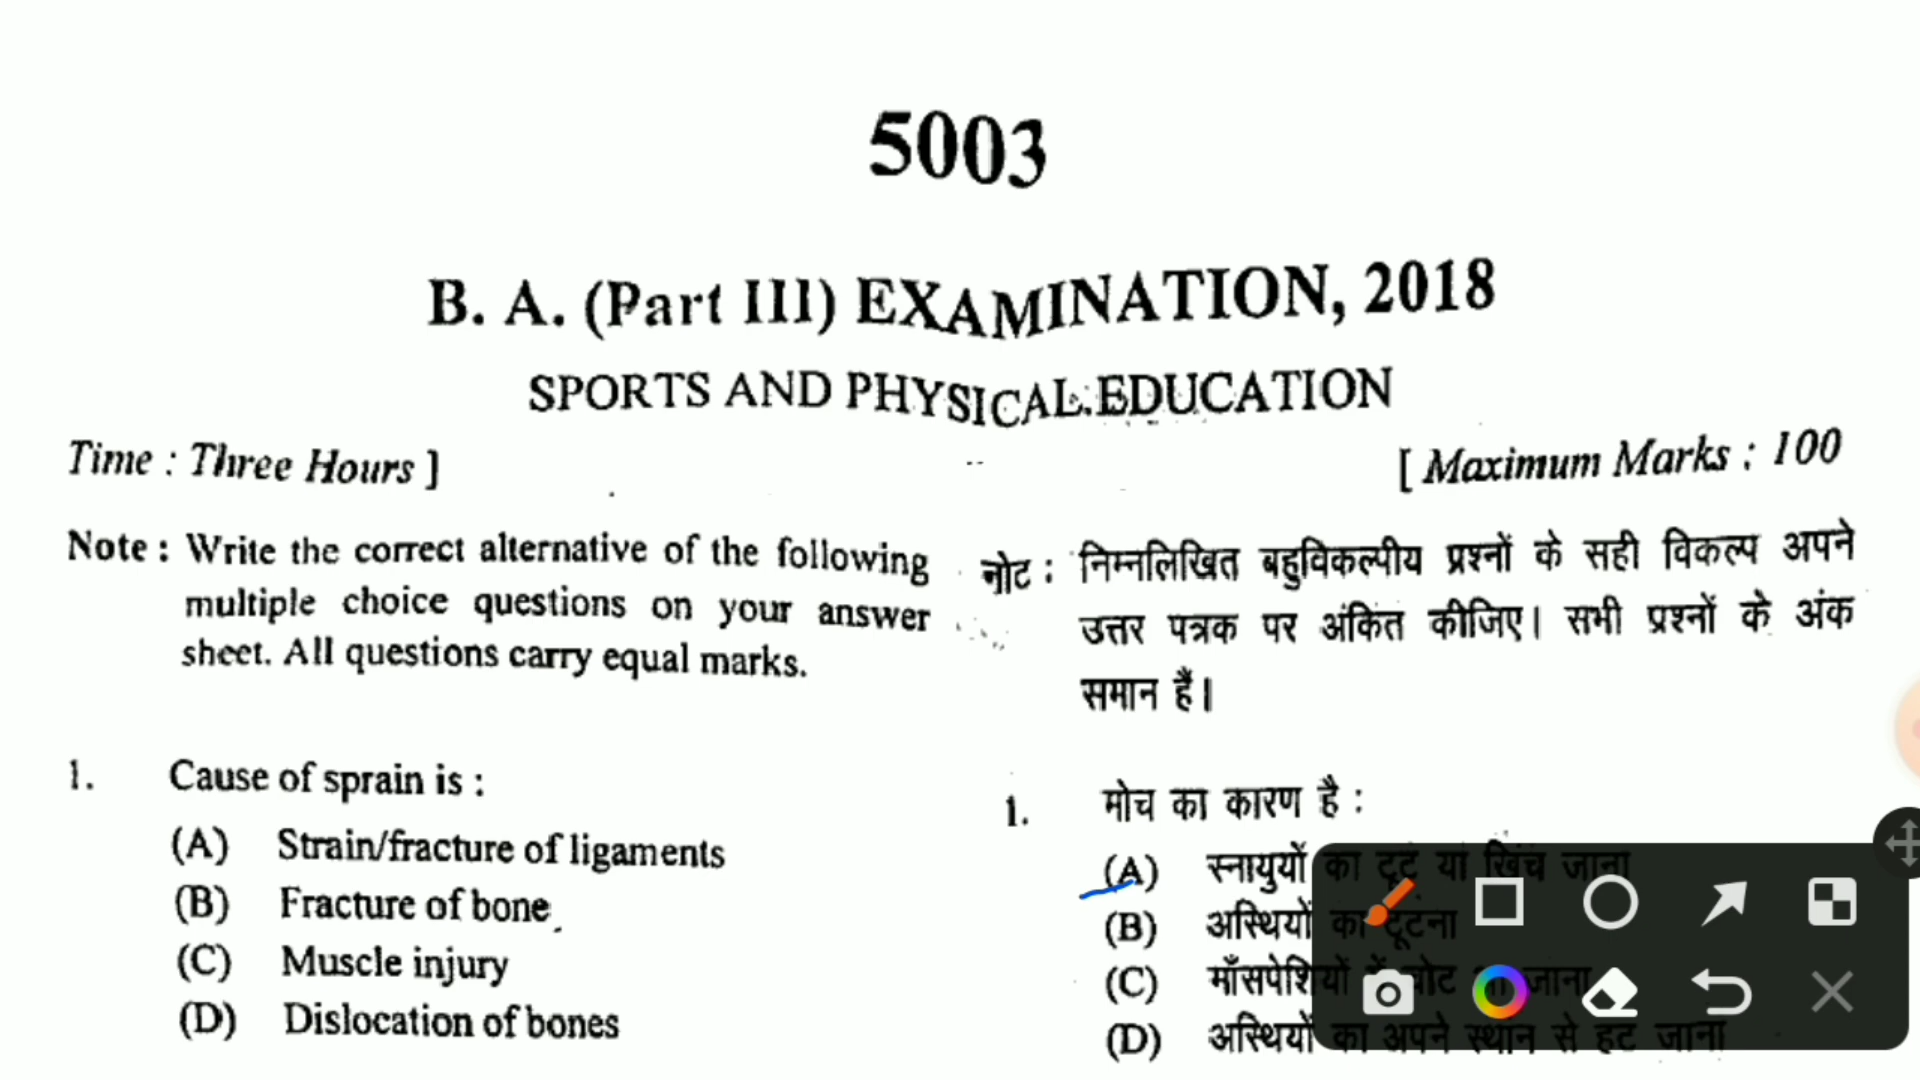 5003
B. A. (Part III) EXAMINATION, 2018
SPORTS AND PHYSICAL EDUCATION
Time : Three Hours ]
[ Maximum Marks : 100
Note : Write the correct alternative of the following
multiple choice questions on your answer
sheet. All questions carry equal marks.
नोट : निम्नलिखित बहुविकल्पीय प्रश्नों के सही विकल्प अपने
उत्तर पत्रक पर अंकित कीजिए। सभी प्रश्नों के अंक
समान हैं।
1. Cause of sprain is :
(A) Strain/fracture of ligaments
(B) Fracture of bone
(C) Muscle injury
(D) Dislocation of bones
1. मोच का कारण है :
(A) स्नायुयों का टूट या खिंच जाना
(B) अस्थियों का टूटना
(C) माँसपेशियों में चोट आ जाना
(D) अस्थियों का अपने स्थान से हट जाना